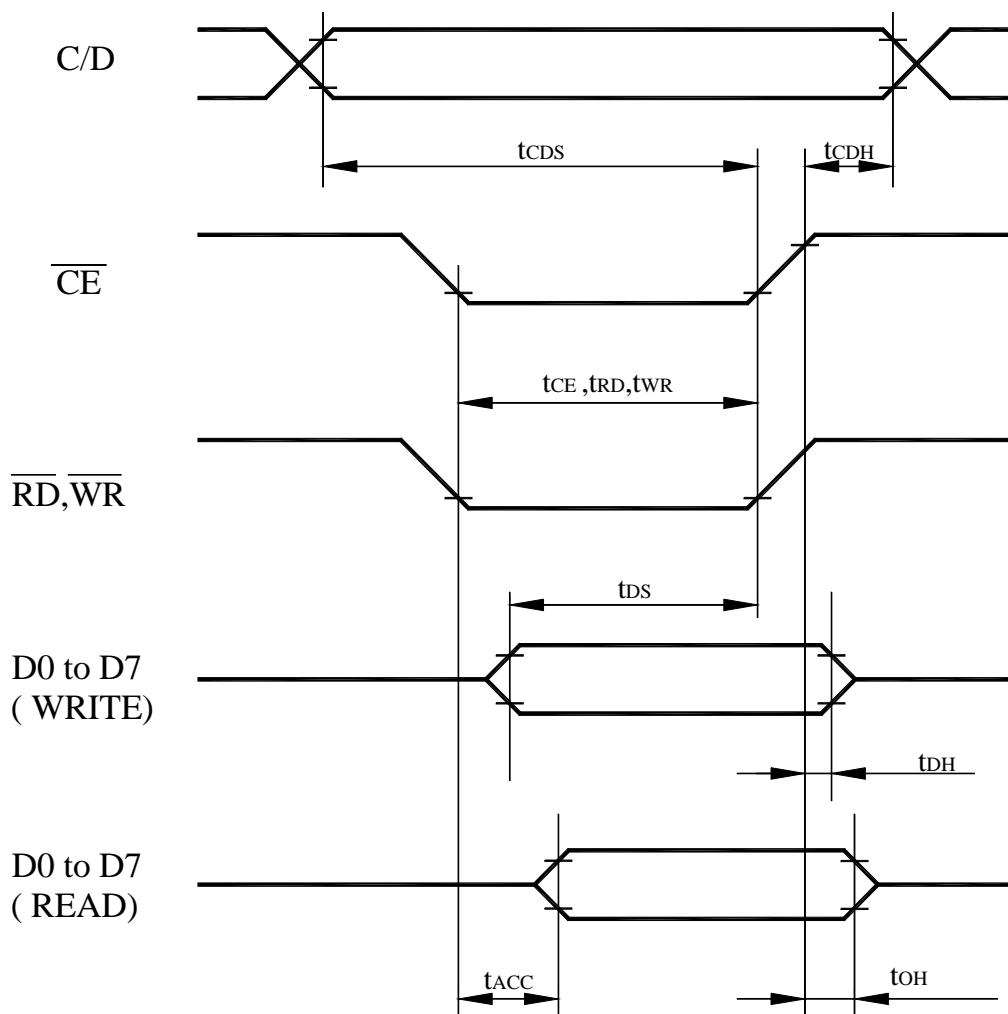 C/D
tCDS
tCDH
CE
tCE ,tRD,tWR
RD,WR
tDS
D0 to D7
( WRITE)
tDH
D0 to D7
( READ)
tACC
tOH